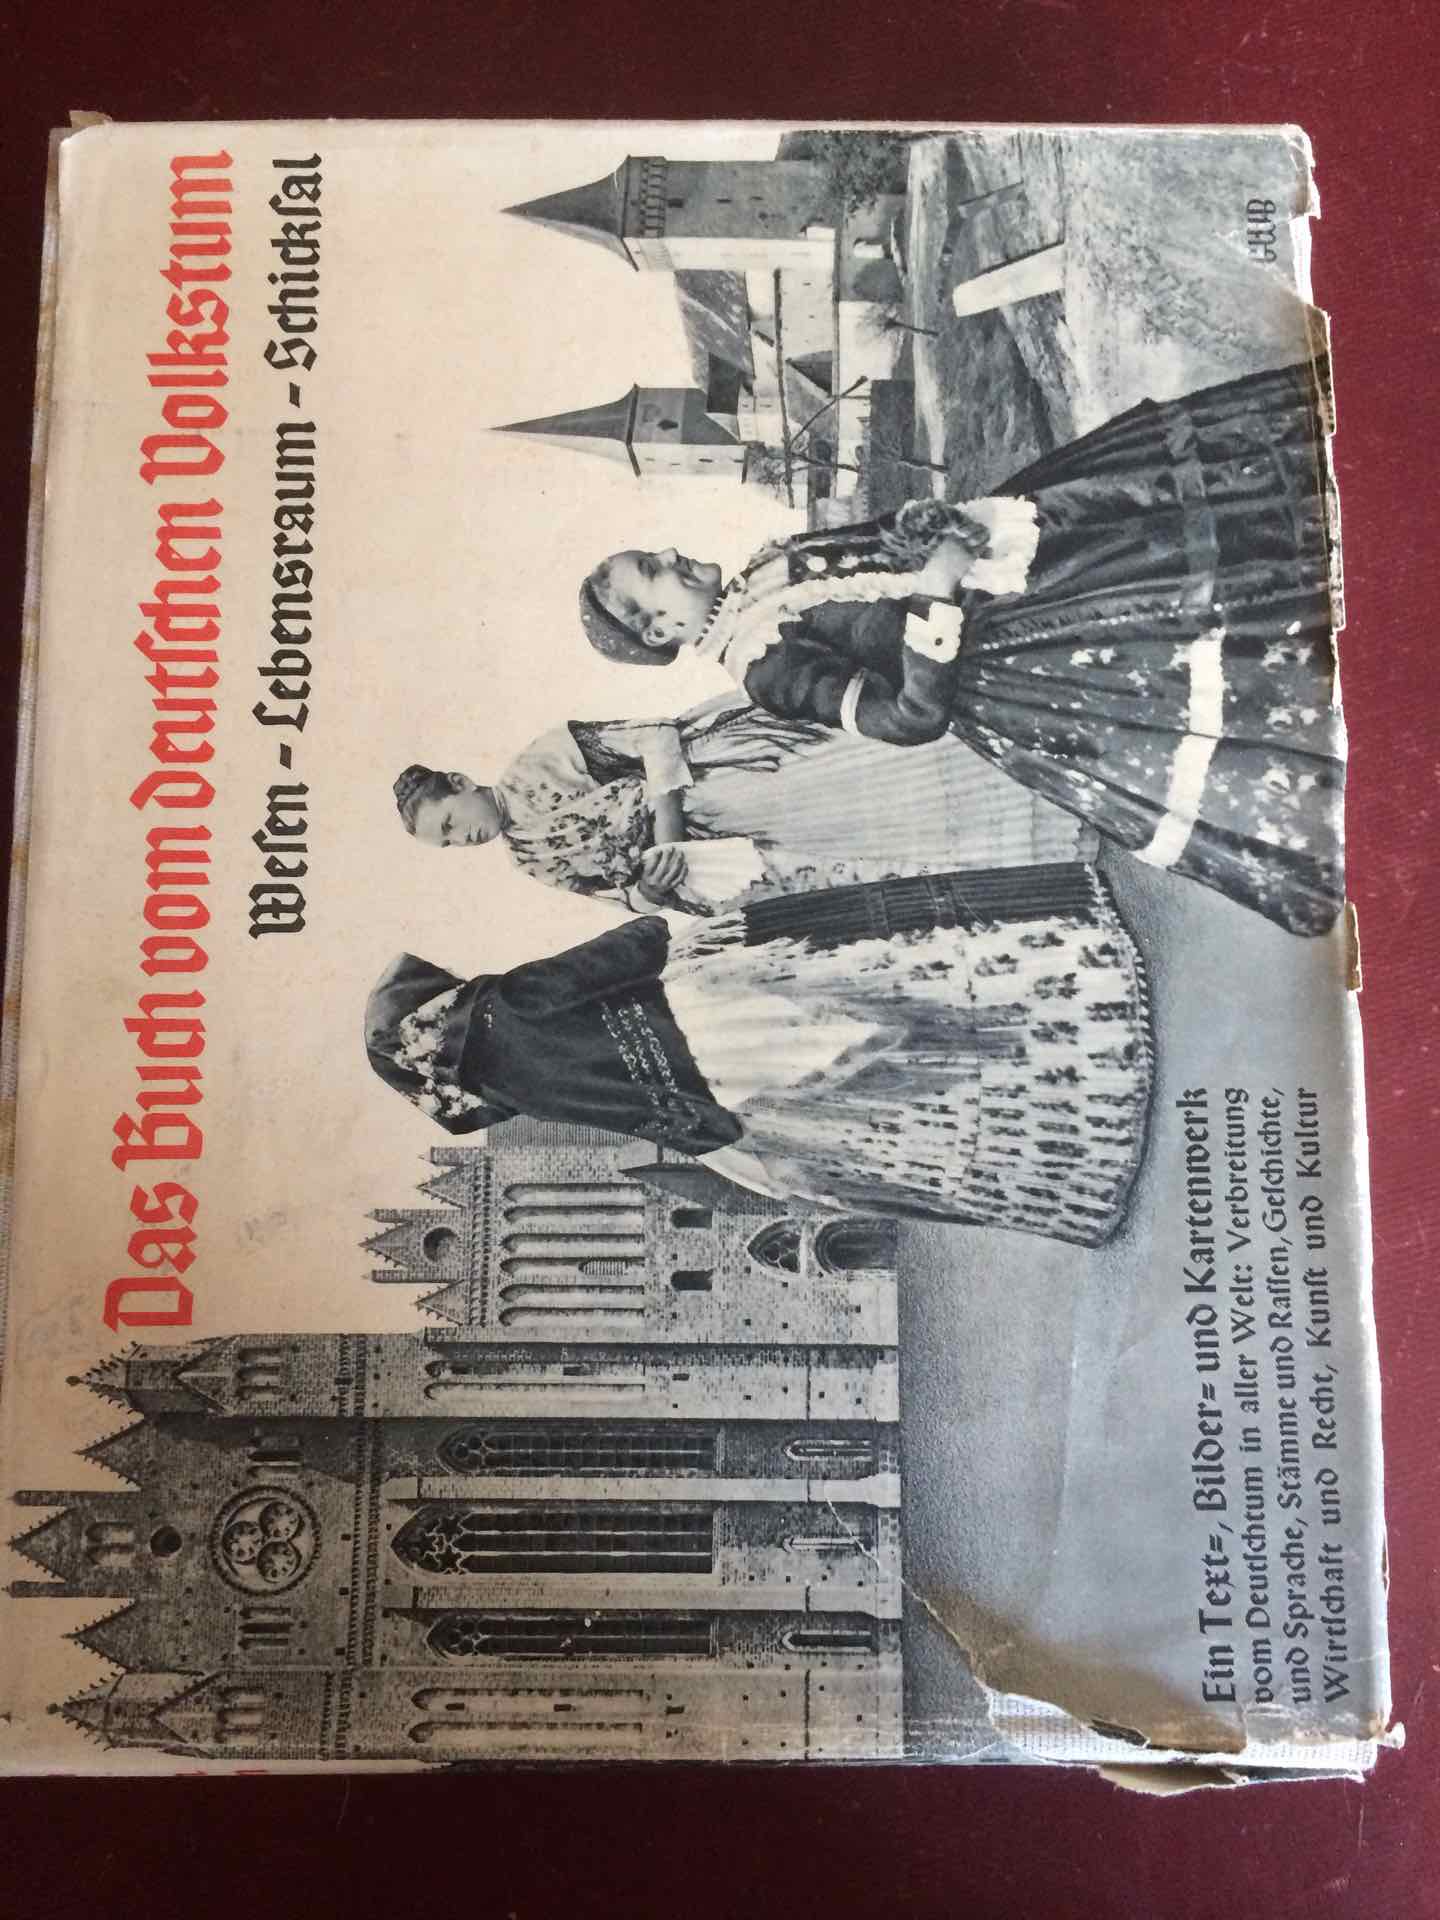 Das Buch vom deutſchen Volkstum
Weſen - Lebensraum - Schickſal
Ein Text=, Bilder= und Kartenwerk
vom Deutſchtum in aller Welt: Verbreitung
und Sprache, Stämme und Raſſen, Geſchichte,
Wirtſchaft und Recht, Kunſt und Kultur